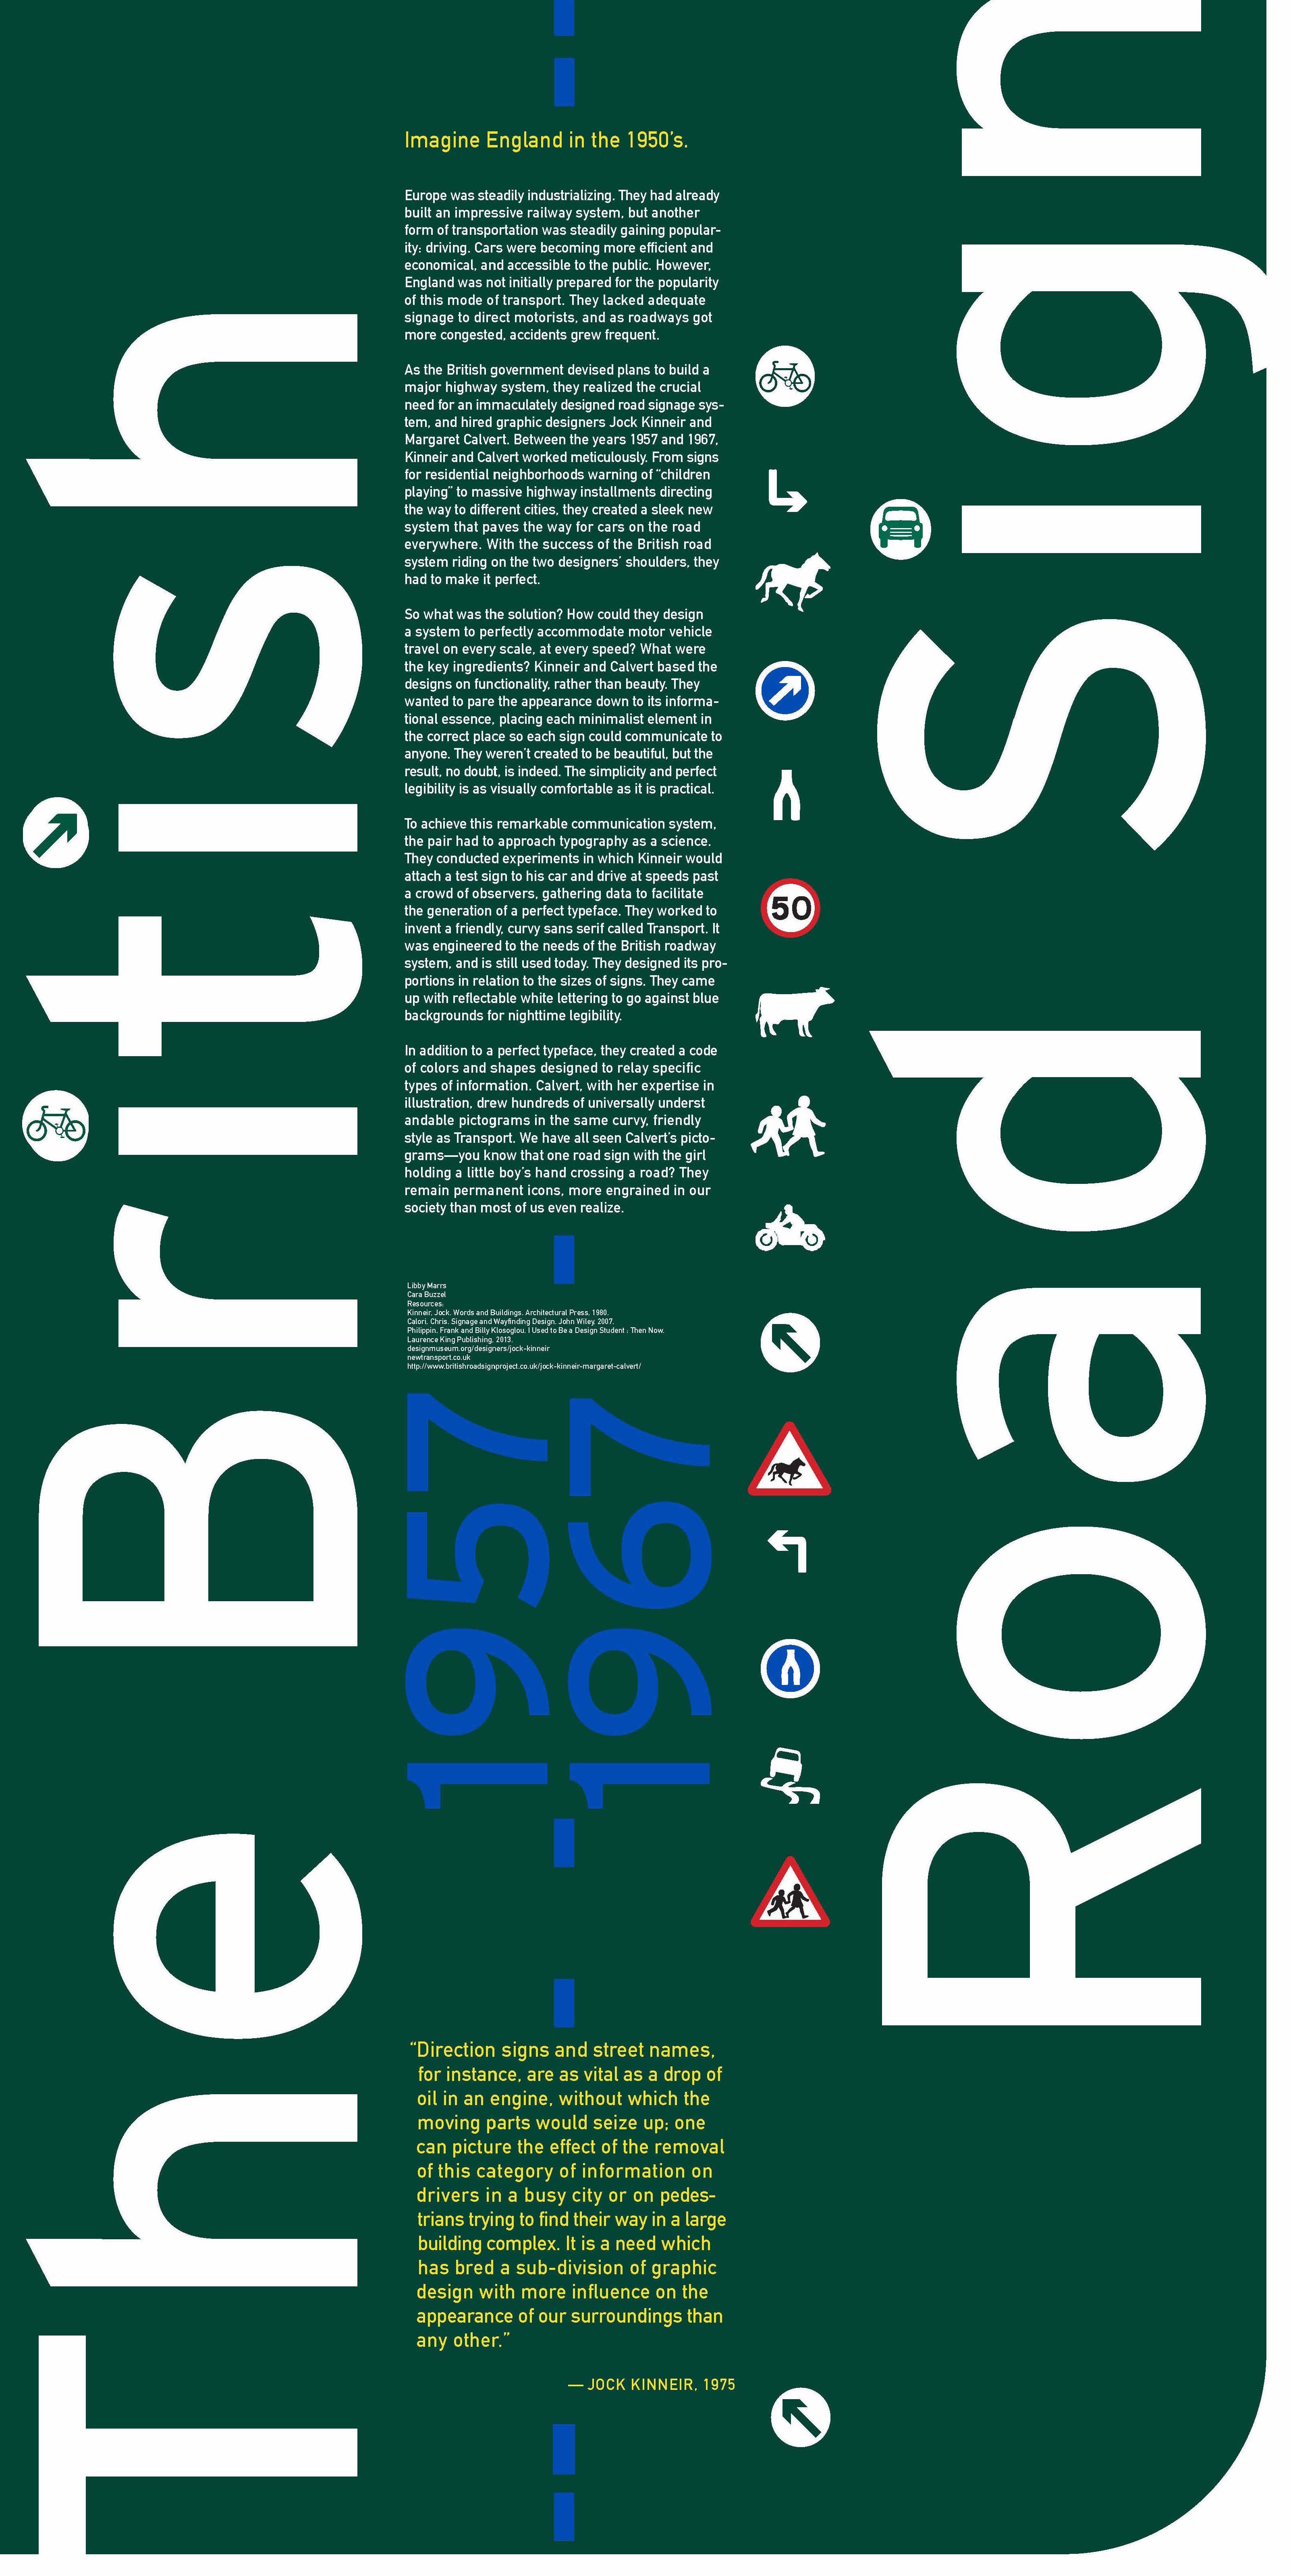 The British
Road Sign
Imagine England in the 1950's.
Europe was steadily industrializing. They had already
built an impressive railway system, but another
form of transportation was steadily gaining popular-
ity: driving. Cars were becoming more efficient and
economical, and accessible to the public. However,
England was not initially prepared for the popularity
of this mode of transport. They lacked adequate
signage to direct motorists, and as roadways got
more congested, accidents grew frequent.
As the British government devised plans to build a
major highway system, they realized the crucial
need for an immaculately designed road signage sys-
tem, and hired graphic designers Jock Kinneir and
Margaret Calvert. Between the years 1957 and 1967,
Kinneir and Calvert worked meticulously. From signs
for residential neighborhoods warning of "children
playing" to massive highway installments directing
the way to different cities, they created a sleek new
system that paves the way for cars on the road
everywhere. With the success of the British road
system riding on the two designers' shoulders, they
had to make it perfect.
So what was the solution? How could they design
a system to perfectly accommodate motor vehicle
travel on every scale, at every speed? What were
the key ingredients? Kinneir and Calvert based the
designs on functionality, rather than beauty. They
wanted to pare the appearance down to its informa-
tional essence, placing each minimalist element in
the correct place so each sign could communicate to
anyone. They weren't created to be beautiful, but the
result, no doubt, is indeed. The simplicity and perfect
legibility is as visually comfortable as it is practical.
To achieve this remarkable communication system,
the pair had to approach typography as a science.
They conducted experiments in which Kinneir would
attach a test sign to his car and drive at speeds past
a crowd of observers, gathering data to facilitate
the generation of a perfect typeface. They worked to
invent a friendly, curvy sans serif called Transport. It
was engineered to the needs of the British roadway
system, and is still used today. They designed its pro-
portions in relation to the sizes of signs. They came
up with reflectable white lettering to go against blue
backgrounds for nighttime legibility.
In addition to a perfect typeface, they created a code
of colors and shapes designed to relay specific
types of information. Calvert, with her expertise in
illustration, drew hundreds of universally underst
andable pictograms in the same curvy, friendly
style as Transport. We have all seen Calvert's picto-
grams—you know that one road sign with the girl
holding a little boy's hand crossing a road? They
remain permanent icons, more engrained in our
society than most of us even realize.
Libby Marrs
Cara Buzzel
Resources:
Kinneir, Jock. Words and Buildings. Architectural Press, 1980.
Calori, Chris. Signage and Wayfinding Design. John Wiley, 2007.
Philippin, Frank and Billy Klosoglou. I Used to Be a Design Student : Then Now.
Laurence King Publishing, 2013.
designmuseum.org/designers/jock-kinneir
newtransport.co.uk
http://www.britishroadsignproject.co.uk/jock-kinneir-margaret-calvert/
1957
1967
50
“Direction signs and street names,
for instance, are as vital as a drop of
oil in an engine, without which the
moving parts would seize up; one
can picture the effect of the removal
of this category of information on
drivers in a busy city or on pedes-
trians trying to find their way in a large
building complex. It is a need which
has bred a sub-division of graphic
design with more influence on the
appearance of our surroundings than
any other.”
— JOCK KINNEIR, 1975